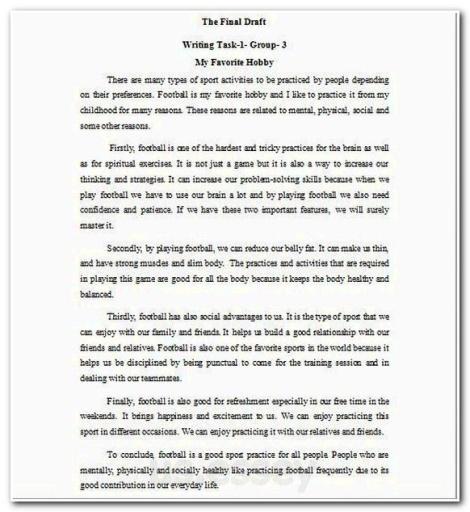 The Final Draft
Writing Task-1- Group- 3
My Favorite Hobby
There are many types of sport activities to be practiced by people depending
on their preferences. Football is my favorite hobby and I like to practice it from my
childhood for many reasons. These reasons are related to mental, physical, social and
some other reasons.
Firstly, football is one of the hardest and tricky practices for the brain as well
as for spiritual exercises. It is not just a game but it is also a way to increase our
thinking and strategies. It can increase our problem-solving skills because when we
play football we have to use our brain a lot and by playing football we also need
confidence and patience. If we have these two important features, we will surely
master it.
Secondly, by playing football, we can reduce our belly fat. It can make us thin,
and have strong muscles and slim body. The practices and activities that are required
in playing this game are good for all the body because it keeps the body healthy and
balanced.
Thirdly, football has also social advantages to us. It is the type of sport that we
can enjoy with our family and friends. It helps us build a good relationship with our
friends and relatives. Football is also one of the favorite sports in the world because it
helps us be disciplined by being punctual to come for the training session and in
dealing with our teammates.
Finally, football is also good for refreshment especially in our free time in the
weekends. It brings happiness and excitement to us. We can enjoy practicing this
sport in different occasions. We can enjoy practicing it with our relatives and friends.
To conclude, football is a good sport practice for all people. People who are
mentally, physically and socially healthy like practicing football frequently due to its
good contribution in our everyday life.